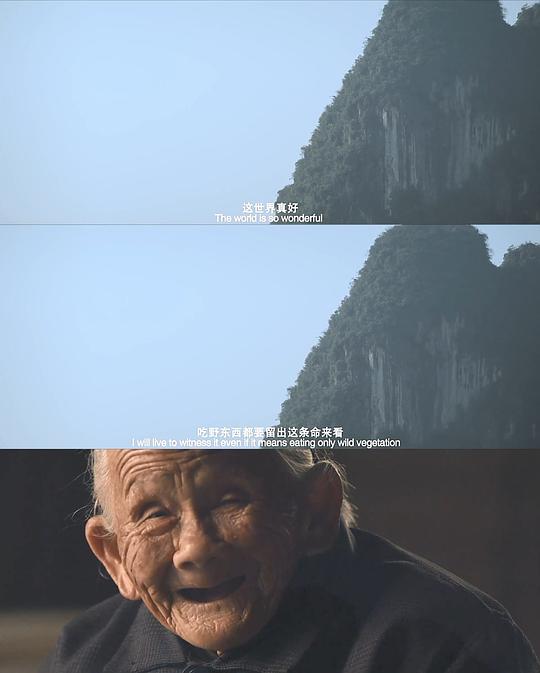 这世界真好
The world is so wonderful
吃野东西都要留出这条命来看
I will live to witness it even if it means eating only wild vegetation